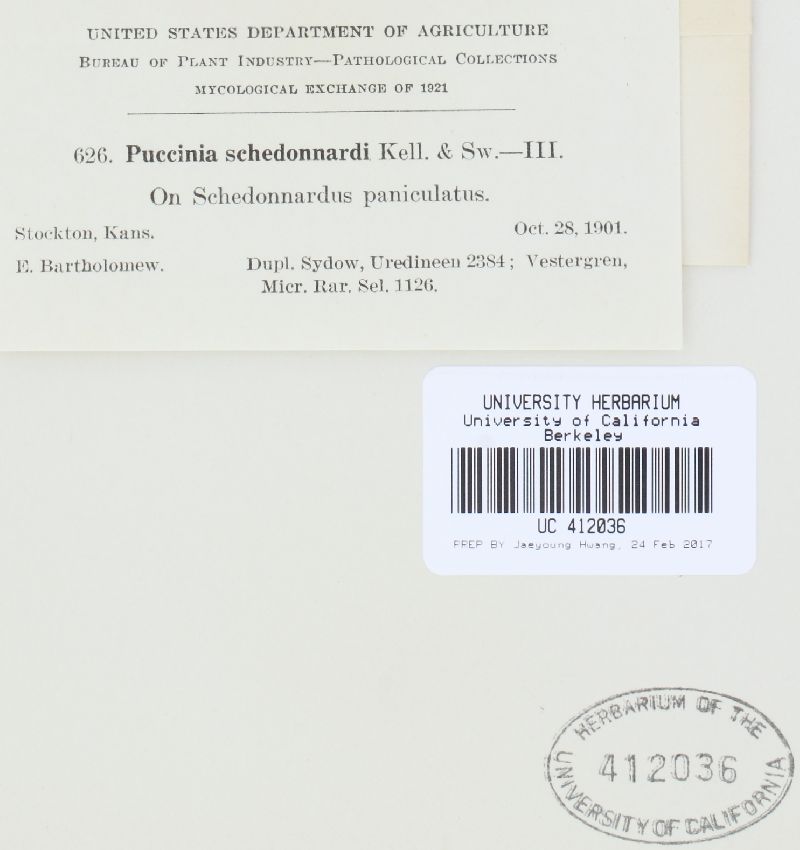 UNITED STATES DEPARTMENT OF AGRICULTURE
BUREAU OF PLANT INDUSTRY—PATHOLOGICAL COLLECTIONS
MYCOLOGICAL EXCHANGE OF 1921
626. Puccinia schedonnardi Kell. & Sw.—III.
On Schedonnardus paniculatus.
Stockton, Kans. Oct. 28, 1901.
E. Bartholomew. Dupl. Sydow, Uredineen 2384; Vestergren,
Micr. Rar. Sel. 1126.
UNIVERSITY HERBARIUM
University of California
Berkeley
UC 412036
PREP BY Jaeyoung Hwang, 24 Feb 2017
HERBARIUM OF THE
412036
UNIVERSITY OF CALIFORNIA